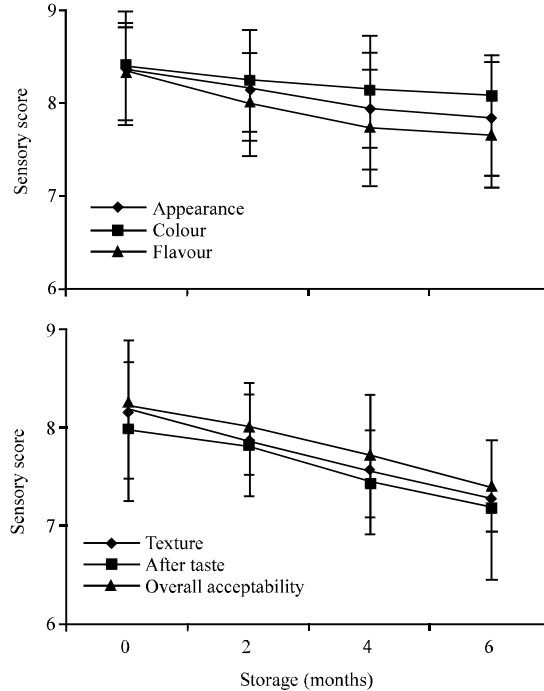 9
8
7
6
Sensory score
Appearance
Colour
Flavour
9
8
7
6
Sensory score
Texture
After taste
Overall acceptability
0 2 4 6
Storage (months)